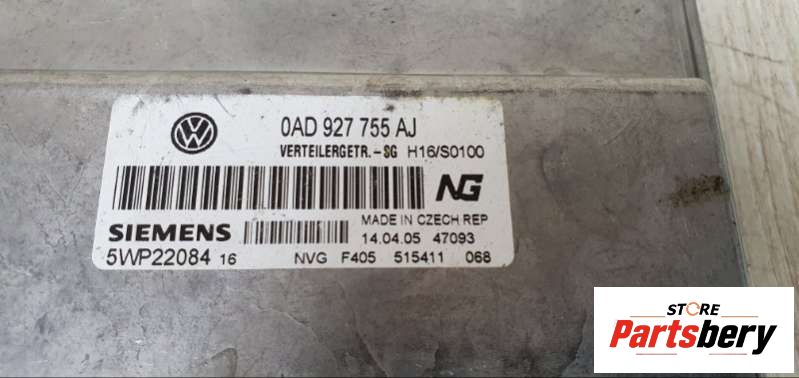 0AD 927 755 AJ
VERTEILERGETR.-SG H16/S0100
NG
MADE IN CZECH REP
SIEMENS 14.04.05 47093
5WP22084 16 NVG F405 515411 068
STORE
Partsbery